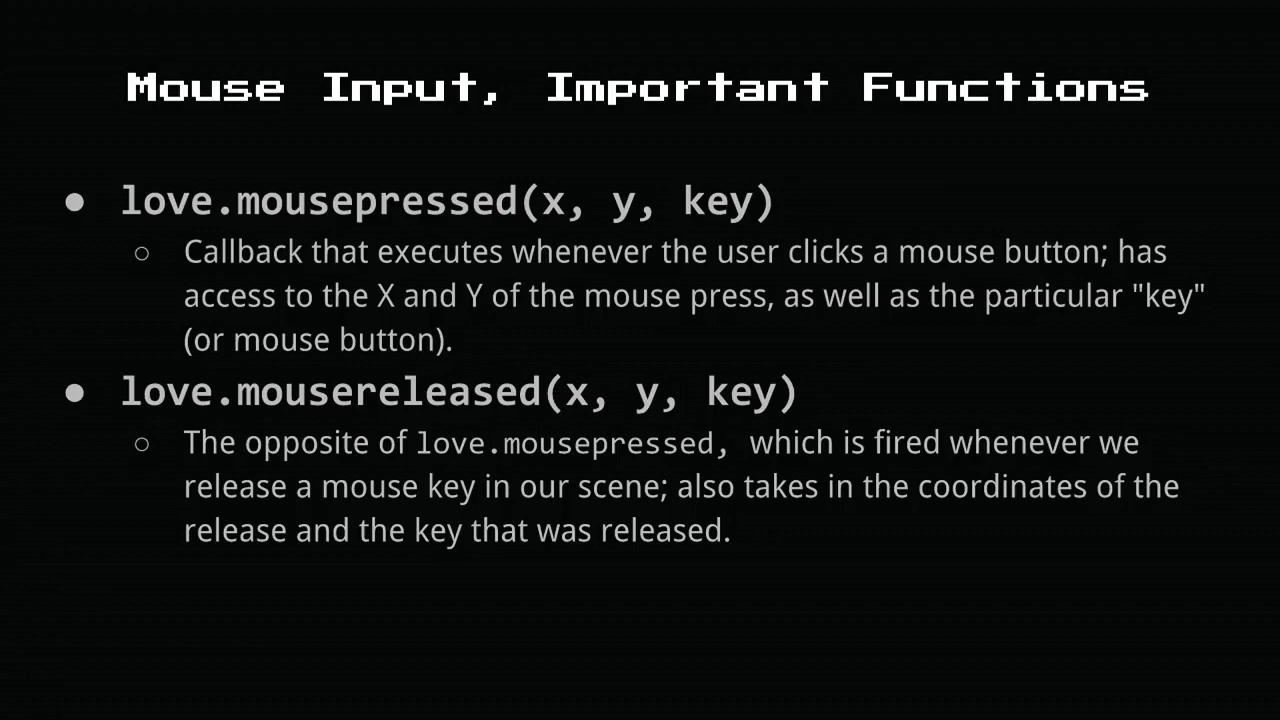 Mouse Input, Important Functions
● love.mousepressed(x, y, key)
○ Callback that executes whenever the user clicks a mouse button; has
access to the X and Y of the mouse press, as well as the particular "key"
(or mouse button).
● love.mousereleased(x, y, key)
○ The opposite of love.mousepressed, which is fired whenever we
release a mouse key in our scene; also takes in the coordinates of the
release and the key that was released.